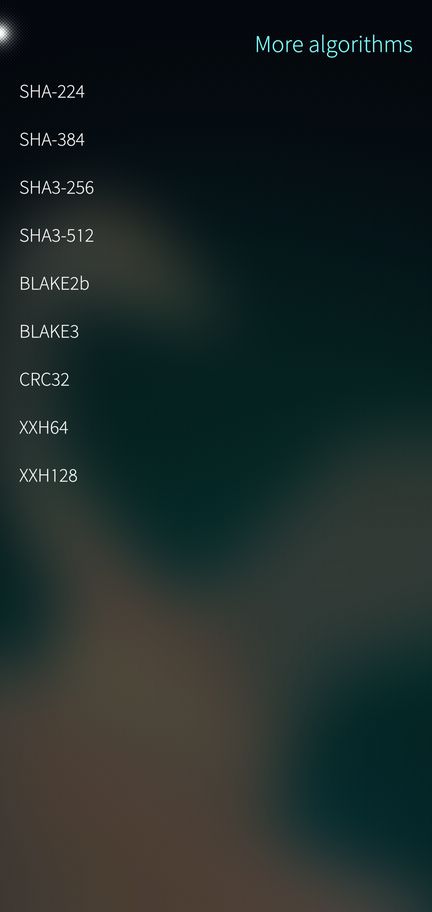 More algorithms
SHA-224
SHA-384
SHA3-256
SHA3-512
BLAKE2b
BLAKE3
CRC32
XXH64
XXH128